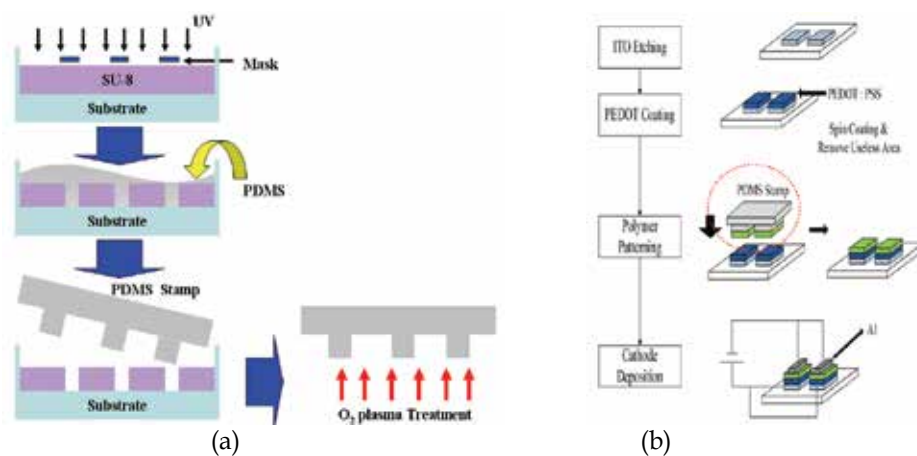 UV
Mask
SU-8
Substrate
PDMS
Substrate
PDMS Stamp
Substrate
O₂ plasma Treatment
(a)
ITO Etching
PEDOT Coating
PEDOT : PSS
Spin Coating &
Remove Useless Area
PDMS Stamp
Polymer
Patterning
Al
Cathode
Deposition
(b)